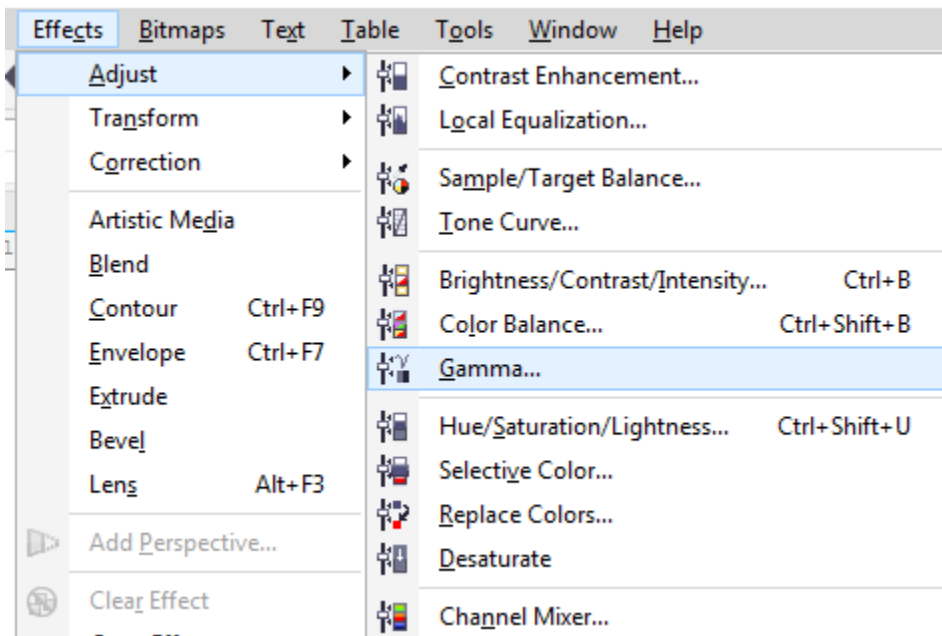 Effects Bitmaps Text Table Tools Window Help
Adjust
Transform
Correction
Artistic Media
Blend
Contour Ctrl+F9
Envelope Ctrl+F7
Extrude
Bevel
Lens Alt+F3
Add Perspective...
Clear Effect
Contrast Enhancement...
Local Equalization...
Sample/Target Balance...
Tone Curve...
Brightness/Contrast/Intensity... Ctrl+B
Color Balance... Ctrl+Shift+B
Gamma...
Hue/Saturation/Lightness... Ctrl+Shift+U
Selective Color...
Replace Colors...
Desaturate
Channel Mixer...